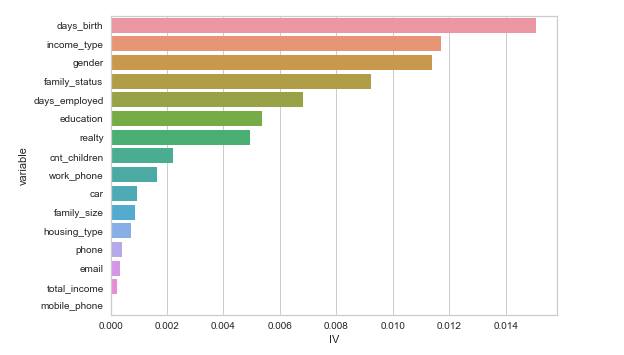 days_birth
income_type
gender
family_status
days_employed
education
realty
cnt_children
work_phone
car
family_size
housing_type
phone
email
total_income
mobile_phone
variable
0.000 0.002 0.004 0.006 0.008 0.010 0.012 0.014
IV